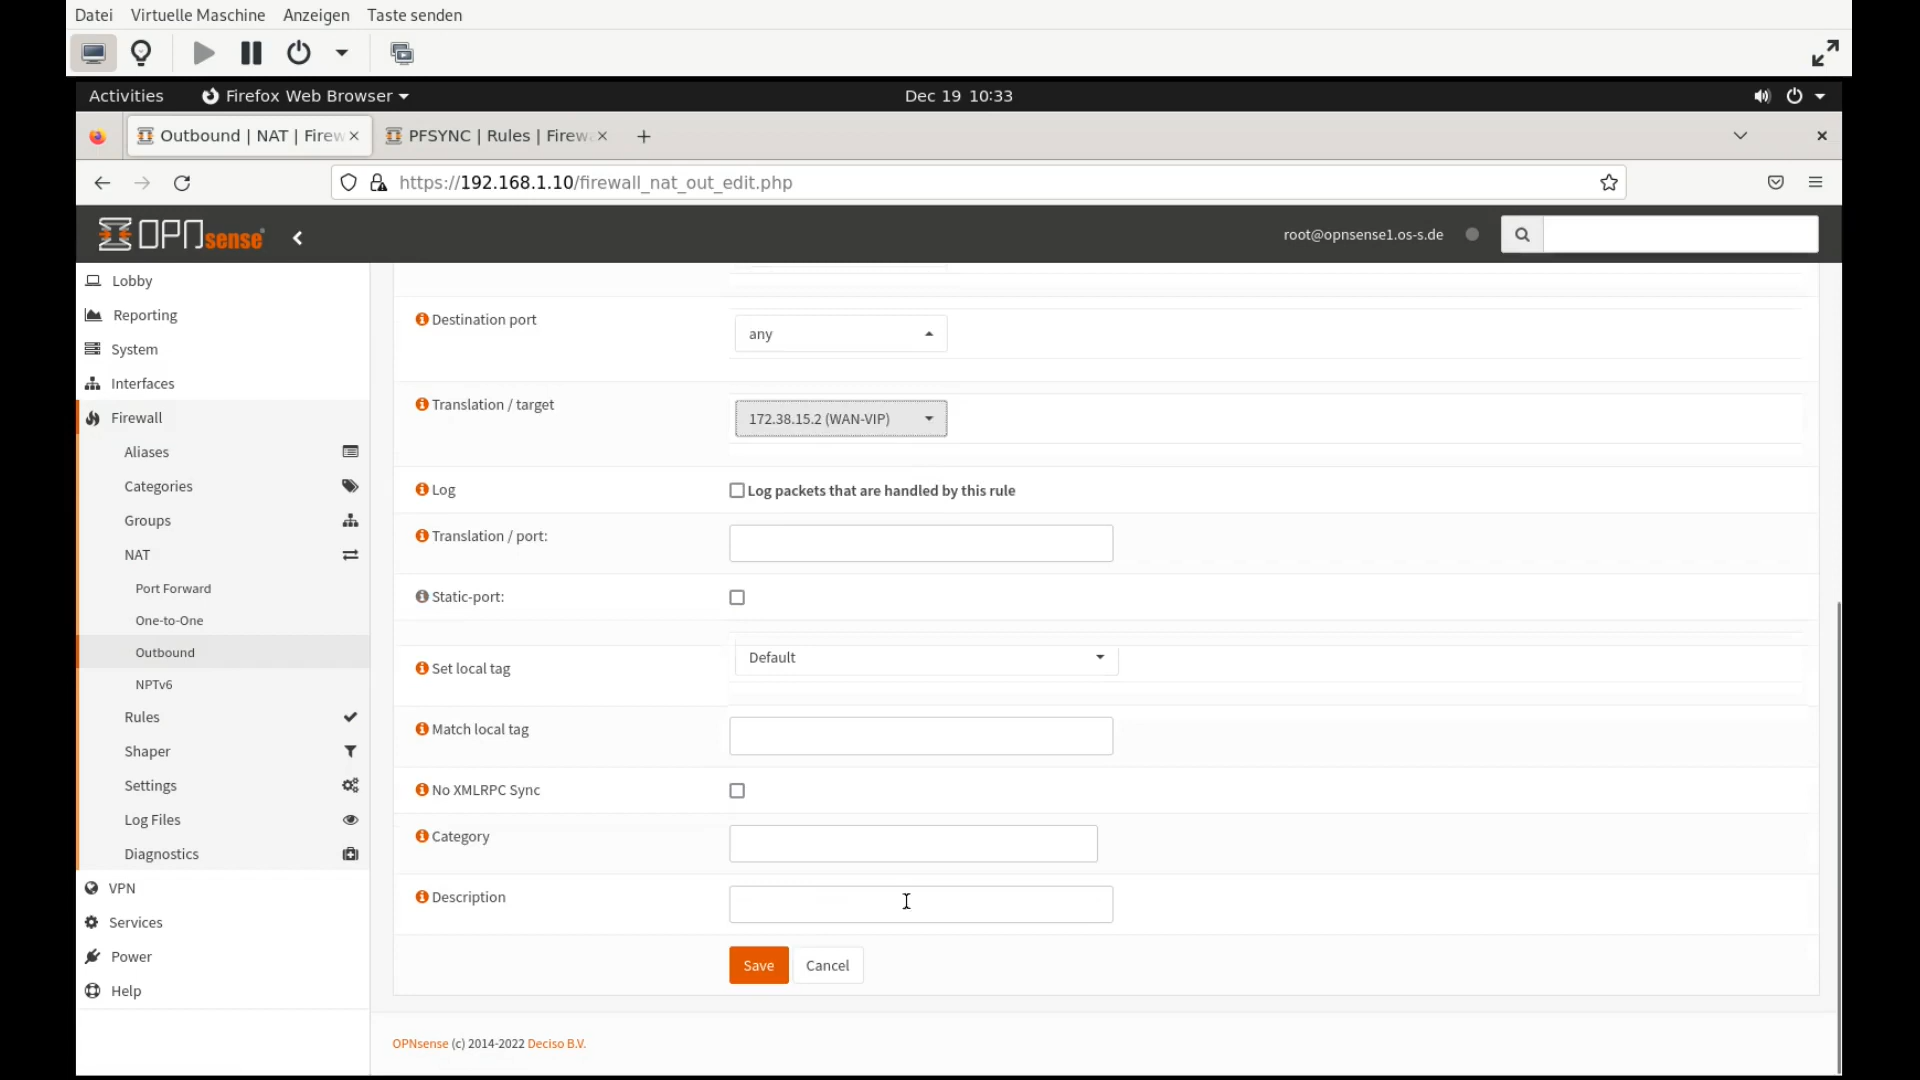 Datei Virtuelle Maschine Anzeigen Taste senden
Activities Firefox Web Browser Dec 19 10:33
Outbound | NAT | Firew PFSYNC | Rules | Firew
https://192.168.1.10/firewall_nat_out_edit.php
OPNsense root@opnsense1.os-s.de
Lobby
Reporting
System
Interfaces
Firewall
Aliases
Categories
Groups
NAT
Port Forward
One-to-One
Outbound
NPTv6
Rules
Shaper
Settings
Log Files
Diagnostics
VPN
Services
Power
Help
Destination port any
Translation / target 172.38.15.2 (WAN-VIP)
Log Log packets that are handled by this rule
Translation / port:
Static-port:
Set local tag Default
Match local tag
No XMLRPC Sync
Category
Description
Save Cancel
OPNsense (c) 2014-2022 Deciso B.V.